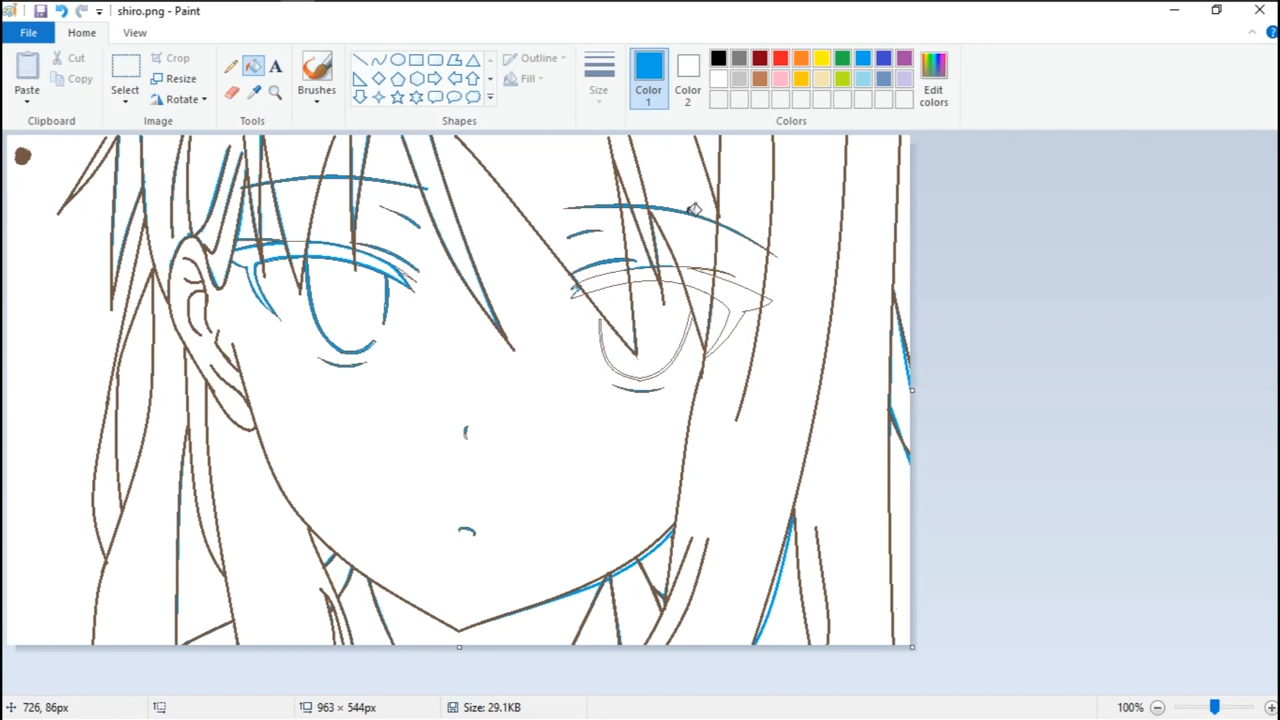 shiro.png - Paint
File Home View
Paste Cut Copy
Select Crop Resize Rotate
Brushes
Outline Fill
Size
Color 1 Color 2
Edit colors
Clipboard Image Tools Shapes Colors
726, 86px 963 × 544px Size: 29.1KB 100%